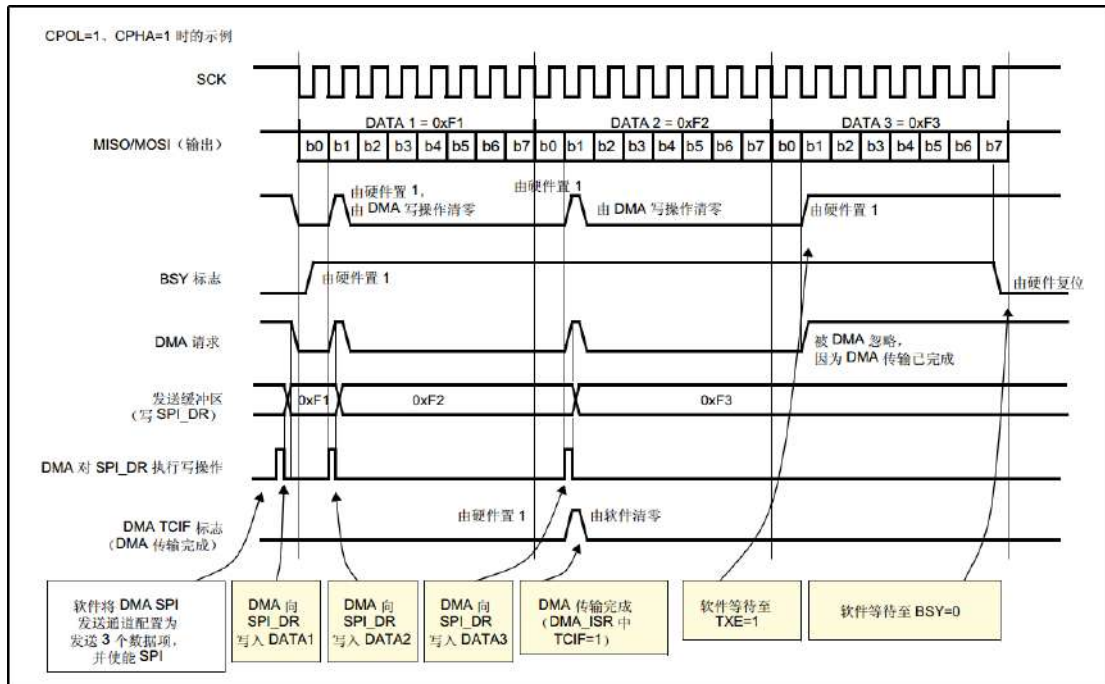 CPOL=1、CPHA=1 时的示例
SCK
DATA 1 = 0xF1
DATA 2 = 0xF2
DATA 3 = 0xF3
MISO/MOSI（输出）
b0 b1 b2 b3 b4 b5 b6 b7 b0 b1 b2 b3 b4 b5 b6 b7 b0 b1 b2 b3 b4 b5 b6 b7
由硬件置 1，
由 DMA 写操作清零
由硬件置 1
由 DMA 写操作清零
由硬件置 1
BSY 标志
由硬件置 1
由硬件复位
DMA 请求
被 DMA 忽略，
因为 DMA 传输已完成
发送缓冲区
（写 SPI_DR）
0xF1
0xF2
0xF3
DMA 对 SPI_DR 执行写操作
DMA TCIF 标志
（DMA 传输完成）
由硬件置 1
由软件清零
软件将 DMA SPI
发送通道配置为
发送 3 个数据项，
并使能 SPI
DMA 向
SPI_DR
写入 DATA1
DMA 向
SPI_DR
写入 DATA2
DMA 向
SPI_DR
写入 DATA3
DMA 传输完成
（DMA_ISR 中
TCIF=1）
软件等待至
TXE=1
软件等待至 BSY=0